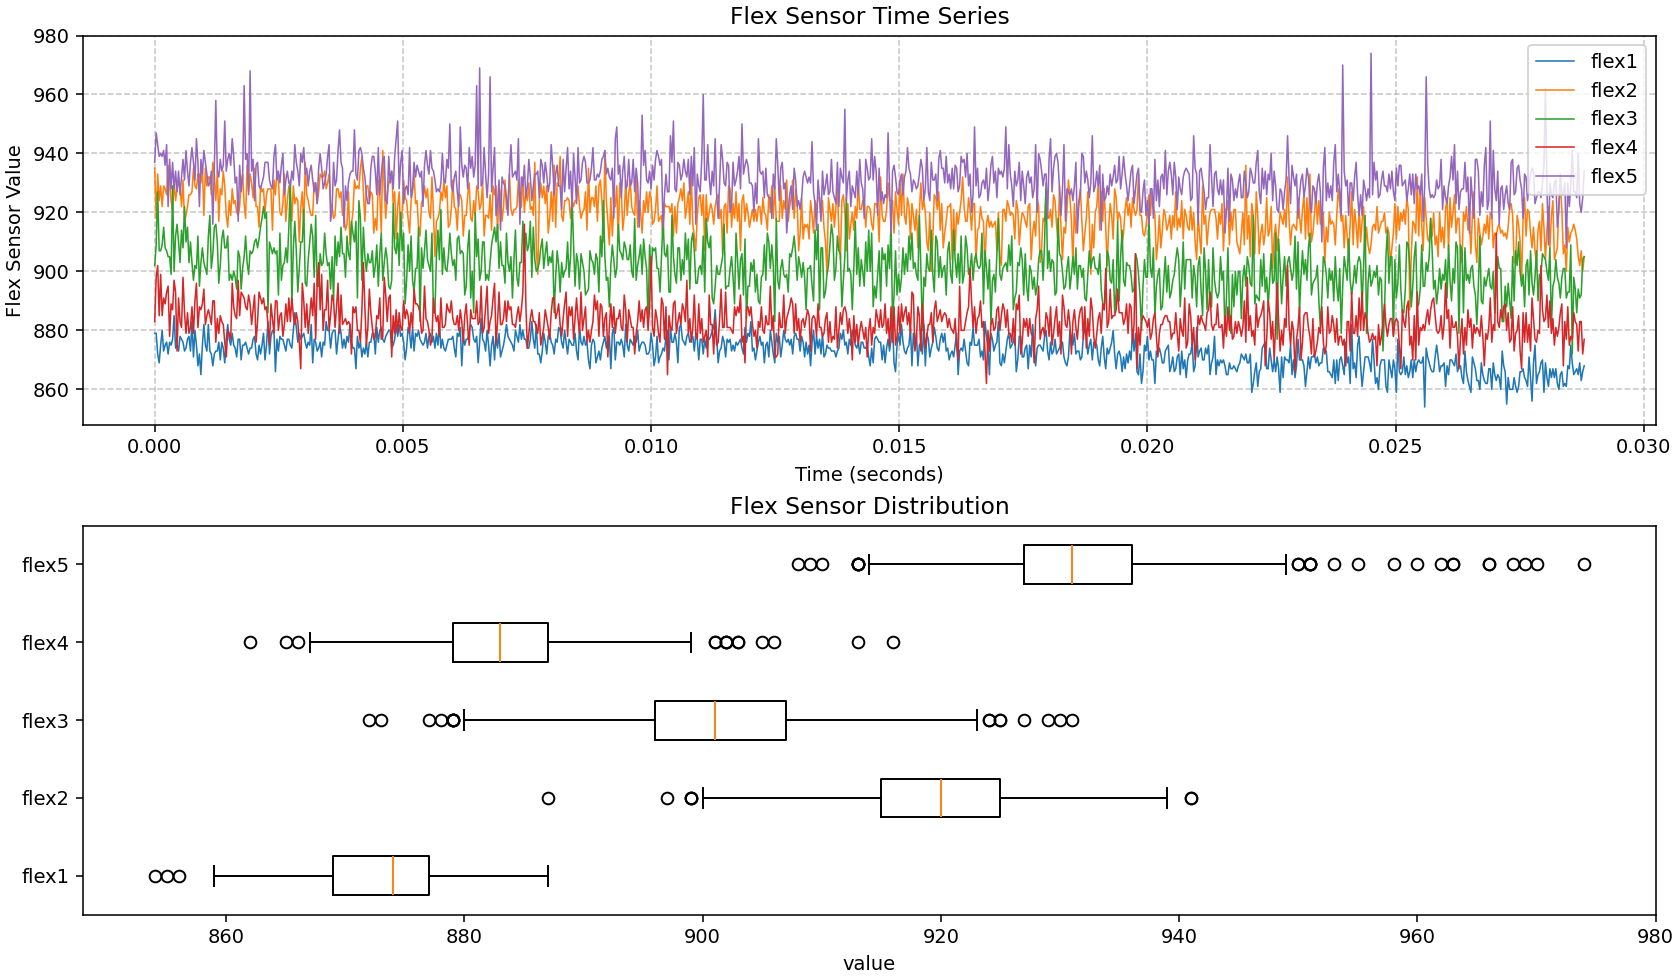 Flex Sensor Time Series
Flex Sensor Value
980
960
940
920
900
880
860
flex1
flex2
flex3
flex4
flex5
0.000 0.005 0.010 0.015 0.020 0.025 0.030
Time (seconds)
Flex Sensor Distribution
flex5
flex4
flex3
flex2
flex1
860 880 900 920 940 960 980
value